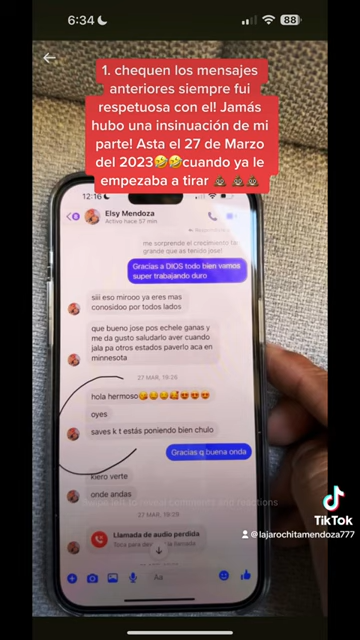 6:34
88
1. chequen los mensajes
anteriores siempre fui
respetuosa con el! Jamás
hubo una insinuación de mi
parte! Asta el 27 de Marzo
del 2023🤣🤣cuando ya le
empezaba a tirar 💩💩💩
12:16
8
Elsy Mendoza
Activo hace 57 min
me sorprende el crecimiento tan
grande que as tenido jose!
Gracias a DIOS todo bien vamos
super trabajando duro
siii eso mirooo ya eres mas
conosidoo por todos lados
que bueno jose pos echele ganas y
me da gusto saludarlo aver cuando
jala pa otros estados paverlo aca en
minnesota
27 MAR, 19:26
hola hermoso
oyes
saves k t estás poniendo bien chulo
Gracias q buena onda
kiero verte
onde andas
27 MAR, 19:28
Llamada de audio perdida
Toca para devolver la llamada
Aa
TikTok
@lajarochitamendoza777